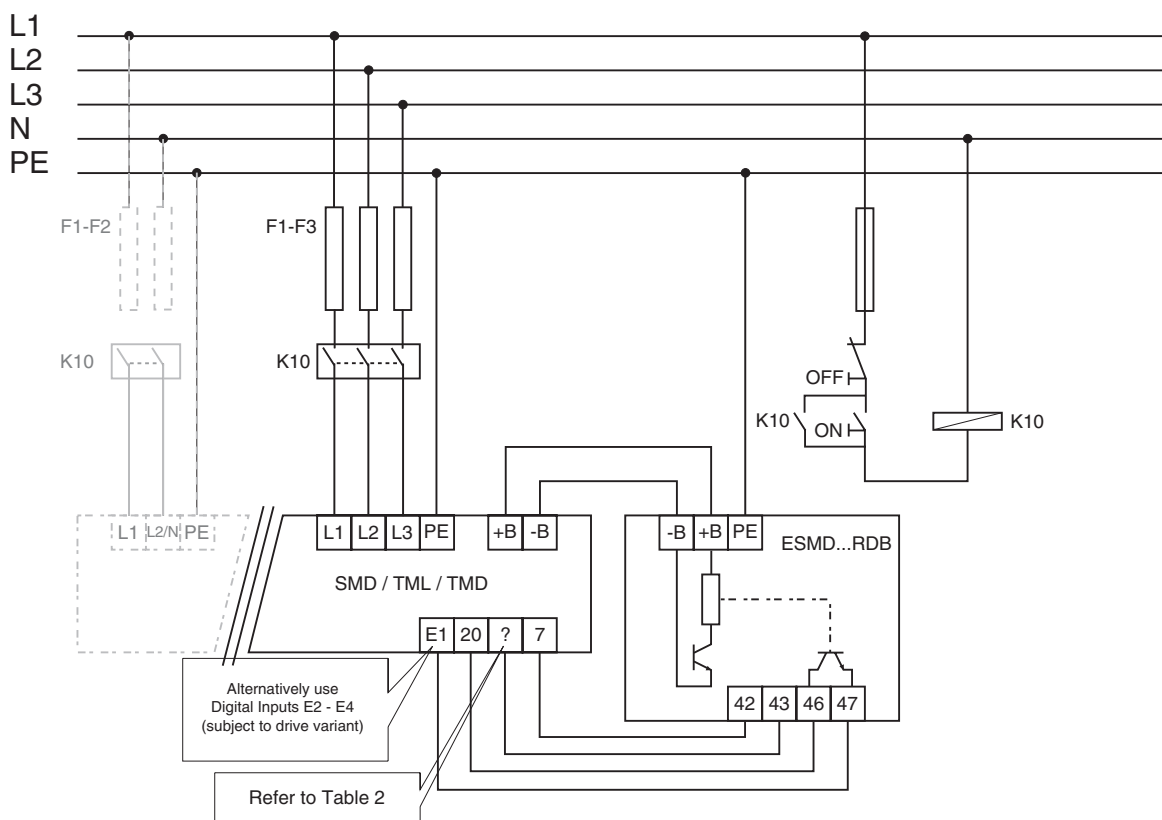 L1
L2
L3
N
PE
F1-F2
F1-F3
K10
K10
OFF
K10
ON
K10
L1 L2/N PE
L1 L2 L3 PE +B -B
-B +B PE
ESMD...RDB
SMD / TML / TMD
E1 20 ? 7
Alternatively use
Digital Inputs E2 - E4
(subject to drive variant)
42 43 46 47
Refer to Table 2